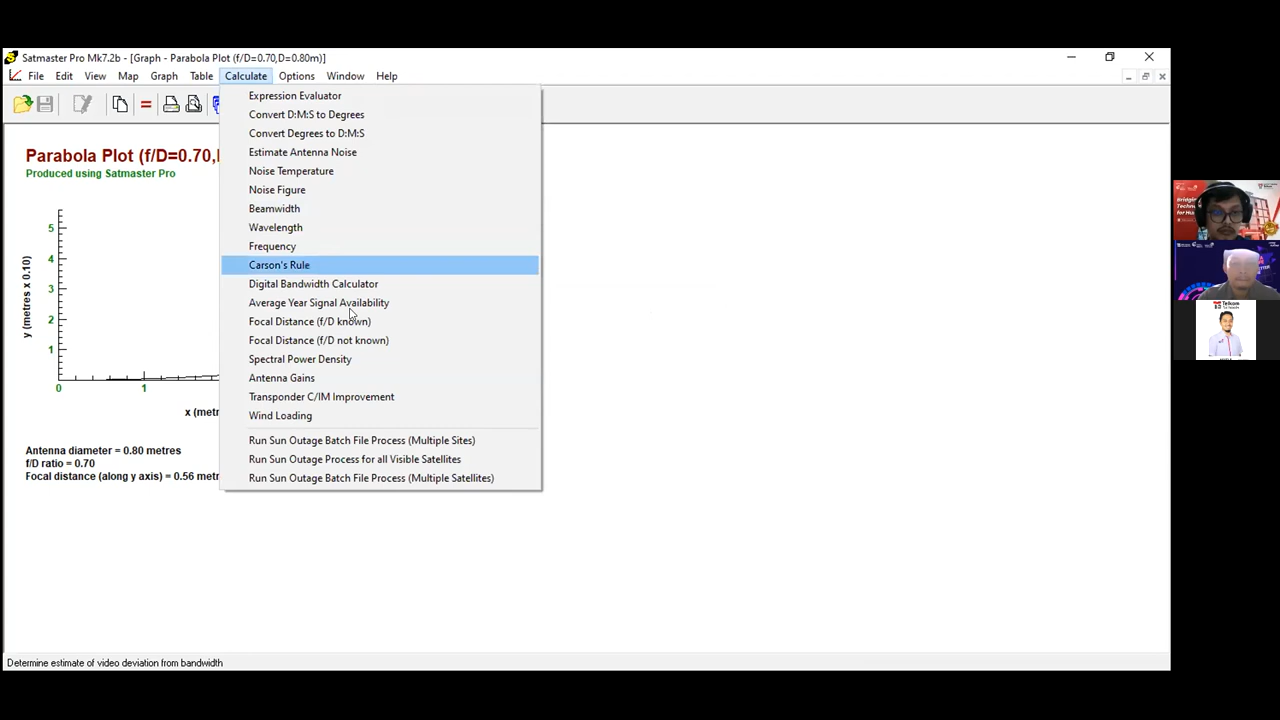 Satmaster Pro Mk7.2b - [Graph - Parabola Plot (f/D=0.70,D=0.80m)]
File Edit View Map Graph Table Calculate Options Window Help
Expression Evaluator
Convert D:M:S to Degrees
Convert Degrees to D:M:S
Estimate Antenna Noise
Noise Temperature
Noise Figure
Beamwidth
Wavelength
Frequency
Carson's Rule
Digital Bandwidth Calculator
Average Year Signal Availability
Focal Distance (f/D known)
Focal Distance (f/D not known)
Spectral Power Density
Antenna Gains
Transponder C/IM Improvement
Wind Loading
Run Sun Outage Batch File Process (Multiple Sites)
Run Sun Outage Process for all Visible Satellites
Run Sun Outage Batch File Process (Multiple Satellites)
Parabola Plot (f/D=0.70,
Produced using Satmaster Pro
y (metres x 0.10)
5
4
3
2
1
0 1
x (metr
Antenna diameter = 0.80 metres
f/D ratio = 0.70
Focal distance (along y axis) = 0.56 metr
Determine estimate of video deviation from bandwidth
Telkom